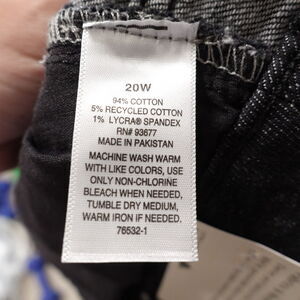 20W
94% COTTON
5% RECYCLED COTTON
1% LYCRA® SPANDEX
RN# 93677
MADE IN PAKISTAN
MACHINE WASH WARM
WITH LIKE COLORS, USE
ONLY NON-CHLORINE
BLEACH WHEN NEEDED,
TUMBLE DRY MEDIUM,
WARM IRON IF NEEDED.
76532-1